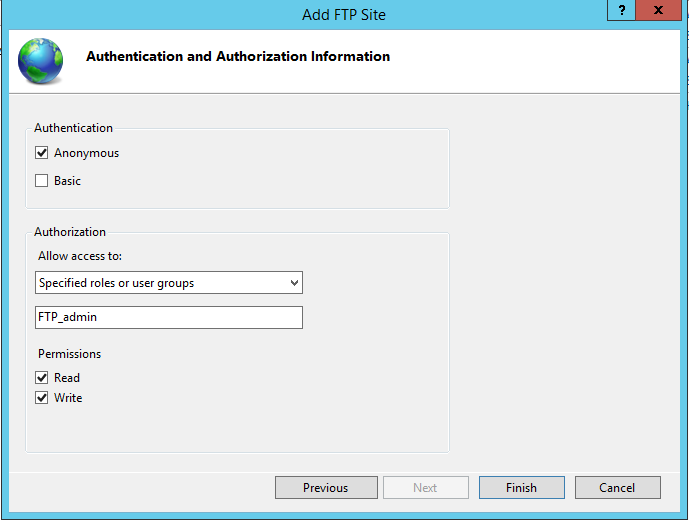 Add FTP Site
?
x
Authentication and Authorization Information
Authentication
Anonymous
Basic
Authorization
Allow access to:
Specified roles or user groups
FTP_admin
Permissions
Read
Write
Previous
Next
Finish
Cancel